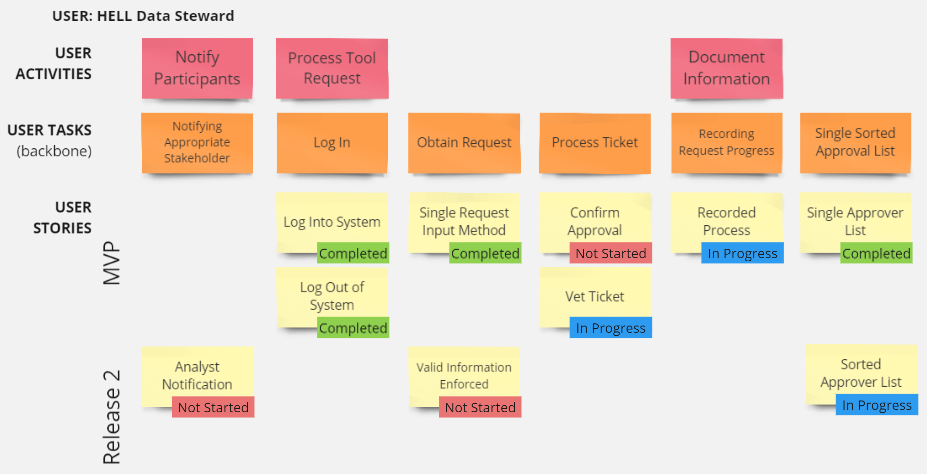 USER: HELL Data Steward
USER
ACTIVITIES
Notify
Participants
Process Tool
Request
Document
Information
USER TASKS
(backbone)
Notifying
Appropriate
Stakeholder
Log In
Obtain Request
Process Ticket
Recording
Request Progress
Single Sorted
Approval List
USER
STORIES
MVP
Log Into System
Completed
Single Request
Input Method
Completed
Confirm
Approval
Not Started
Recorded
Process
In Progress
Single Approver
List
Completed
Log Out of
System
Completed
Vet Ticket
In Progress
Release 2
Analyst
Notification
Not Started
Valid Information
Enforced
Not Started
Sorted
Approver List
In Progress